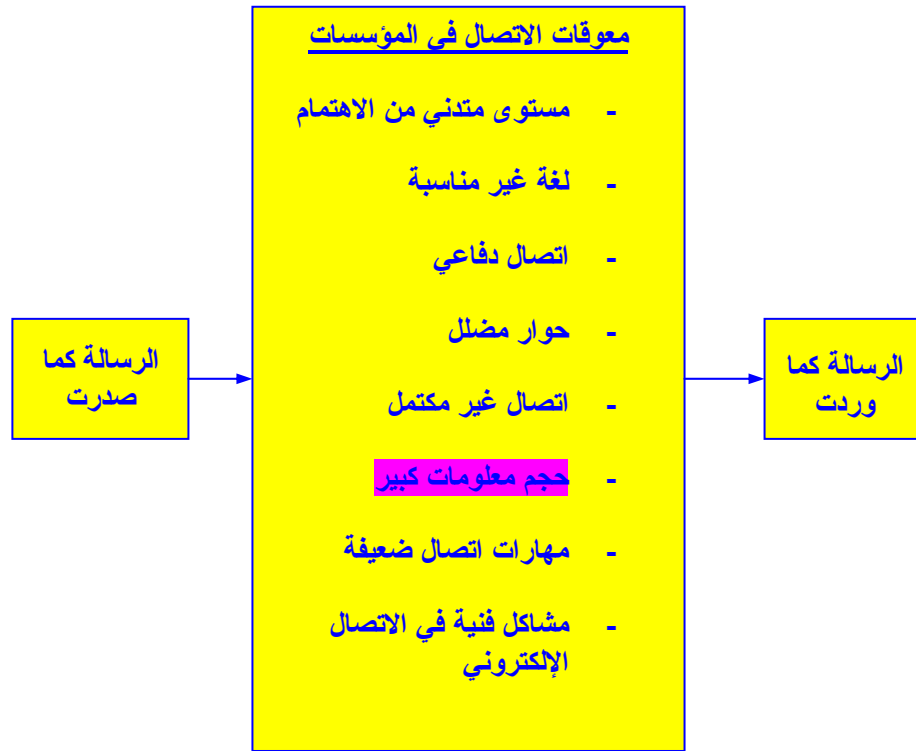 معوقات الاتصال في المؤسسات
- مستوى متدني من الاهتمام
- لغة غير مناسبة
- اتصال دفاعي
- حوار مضلل
- اتصال غير مكتمل
- حجم معلومات كبير
- مهارات اتصال ضعيفة
- مشاكل فنية في الاتصال
الإلكتروني
الرسالة كما
صدرت
الرسالة كما
وردت